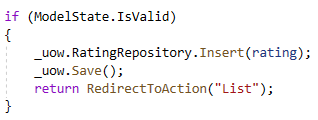 if (ModelState.IsValid)
{
    _uow.RatingRepository.Insert(rating);
    _uow.Save();
    return RedirectToAction("List");
}